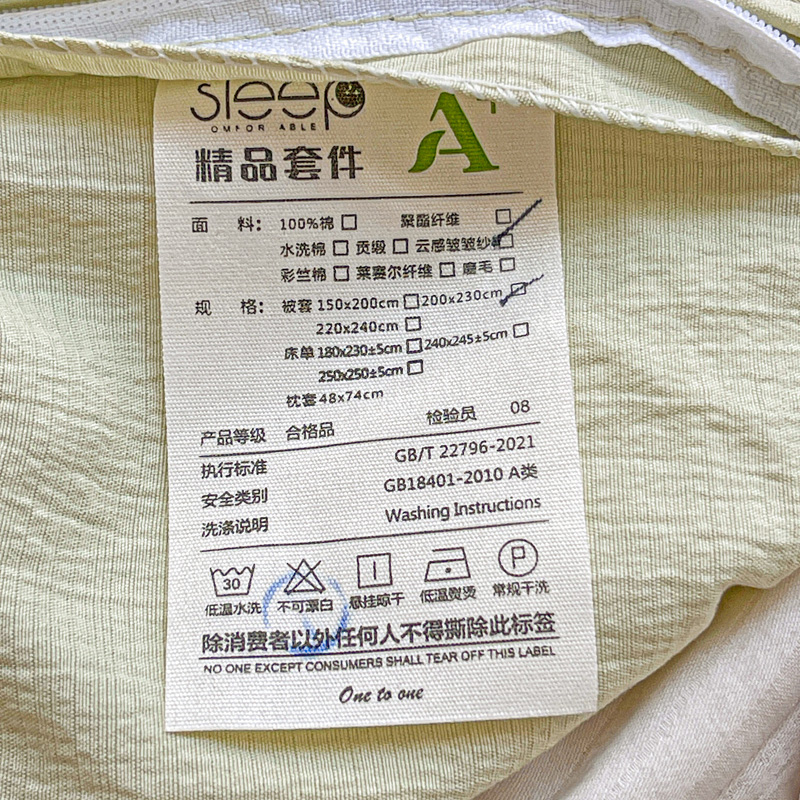 sleep
OMFOR ABLE
A+
精品套件
面 料: 100%棉 □ 聚酯纤维 □
水洗棉 □ 贡缎 □ 云感皱皱纱 □
彩竺棉 □ 莱赛尔纤维 □ 磨毛 □
规 格: 被套 150x200cm □ 200x230cm □
220x240cm □
床单 180x230±5cm □ 240x245±5cm □
250x250±5cm □
枕套 48x74cm
产品等级 合格品 检验员 08
执行标准 GB/T 22796-2021
安全类别 GB18401-2010 A类
洗涤说明 Washing Instructions
30 P
低温水洗 不可漂白 悬挂晾干 低温熨烫 常规干洗
除消费者以外任何人不得撕除此标签
NO ONE EXCEPT CONSUMERS SHALL TEAR OFF THIS LABEL
One to one